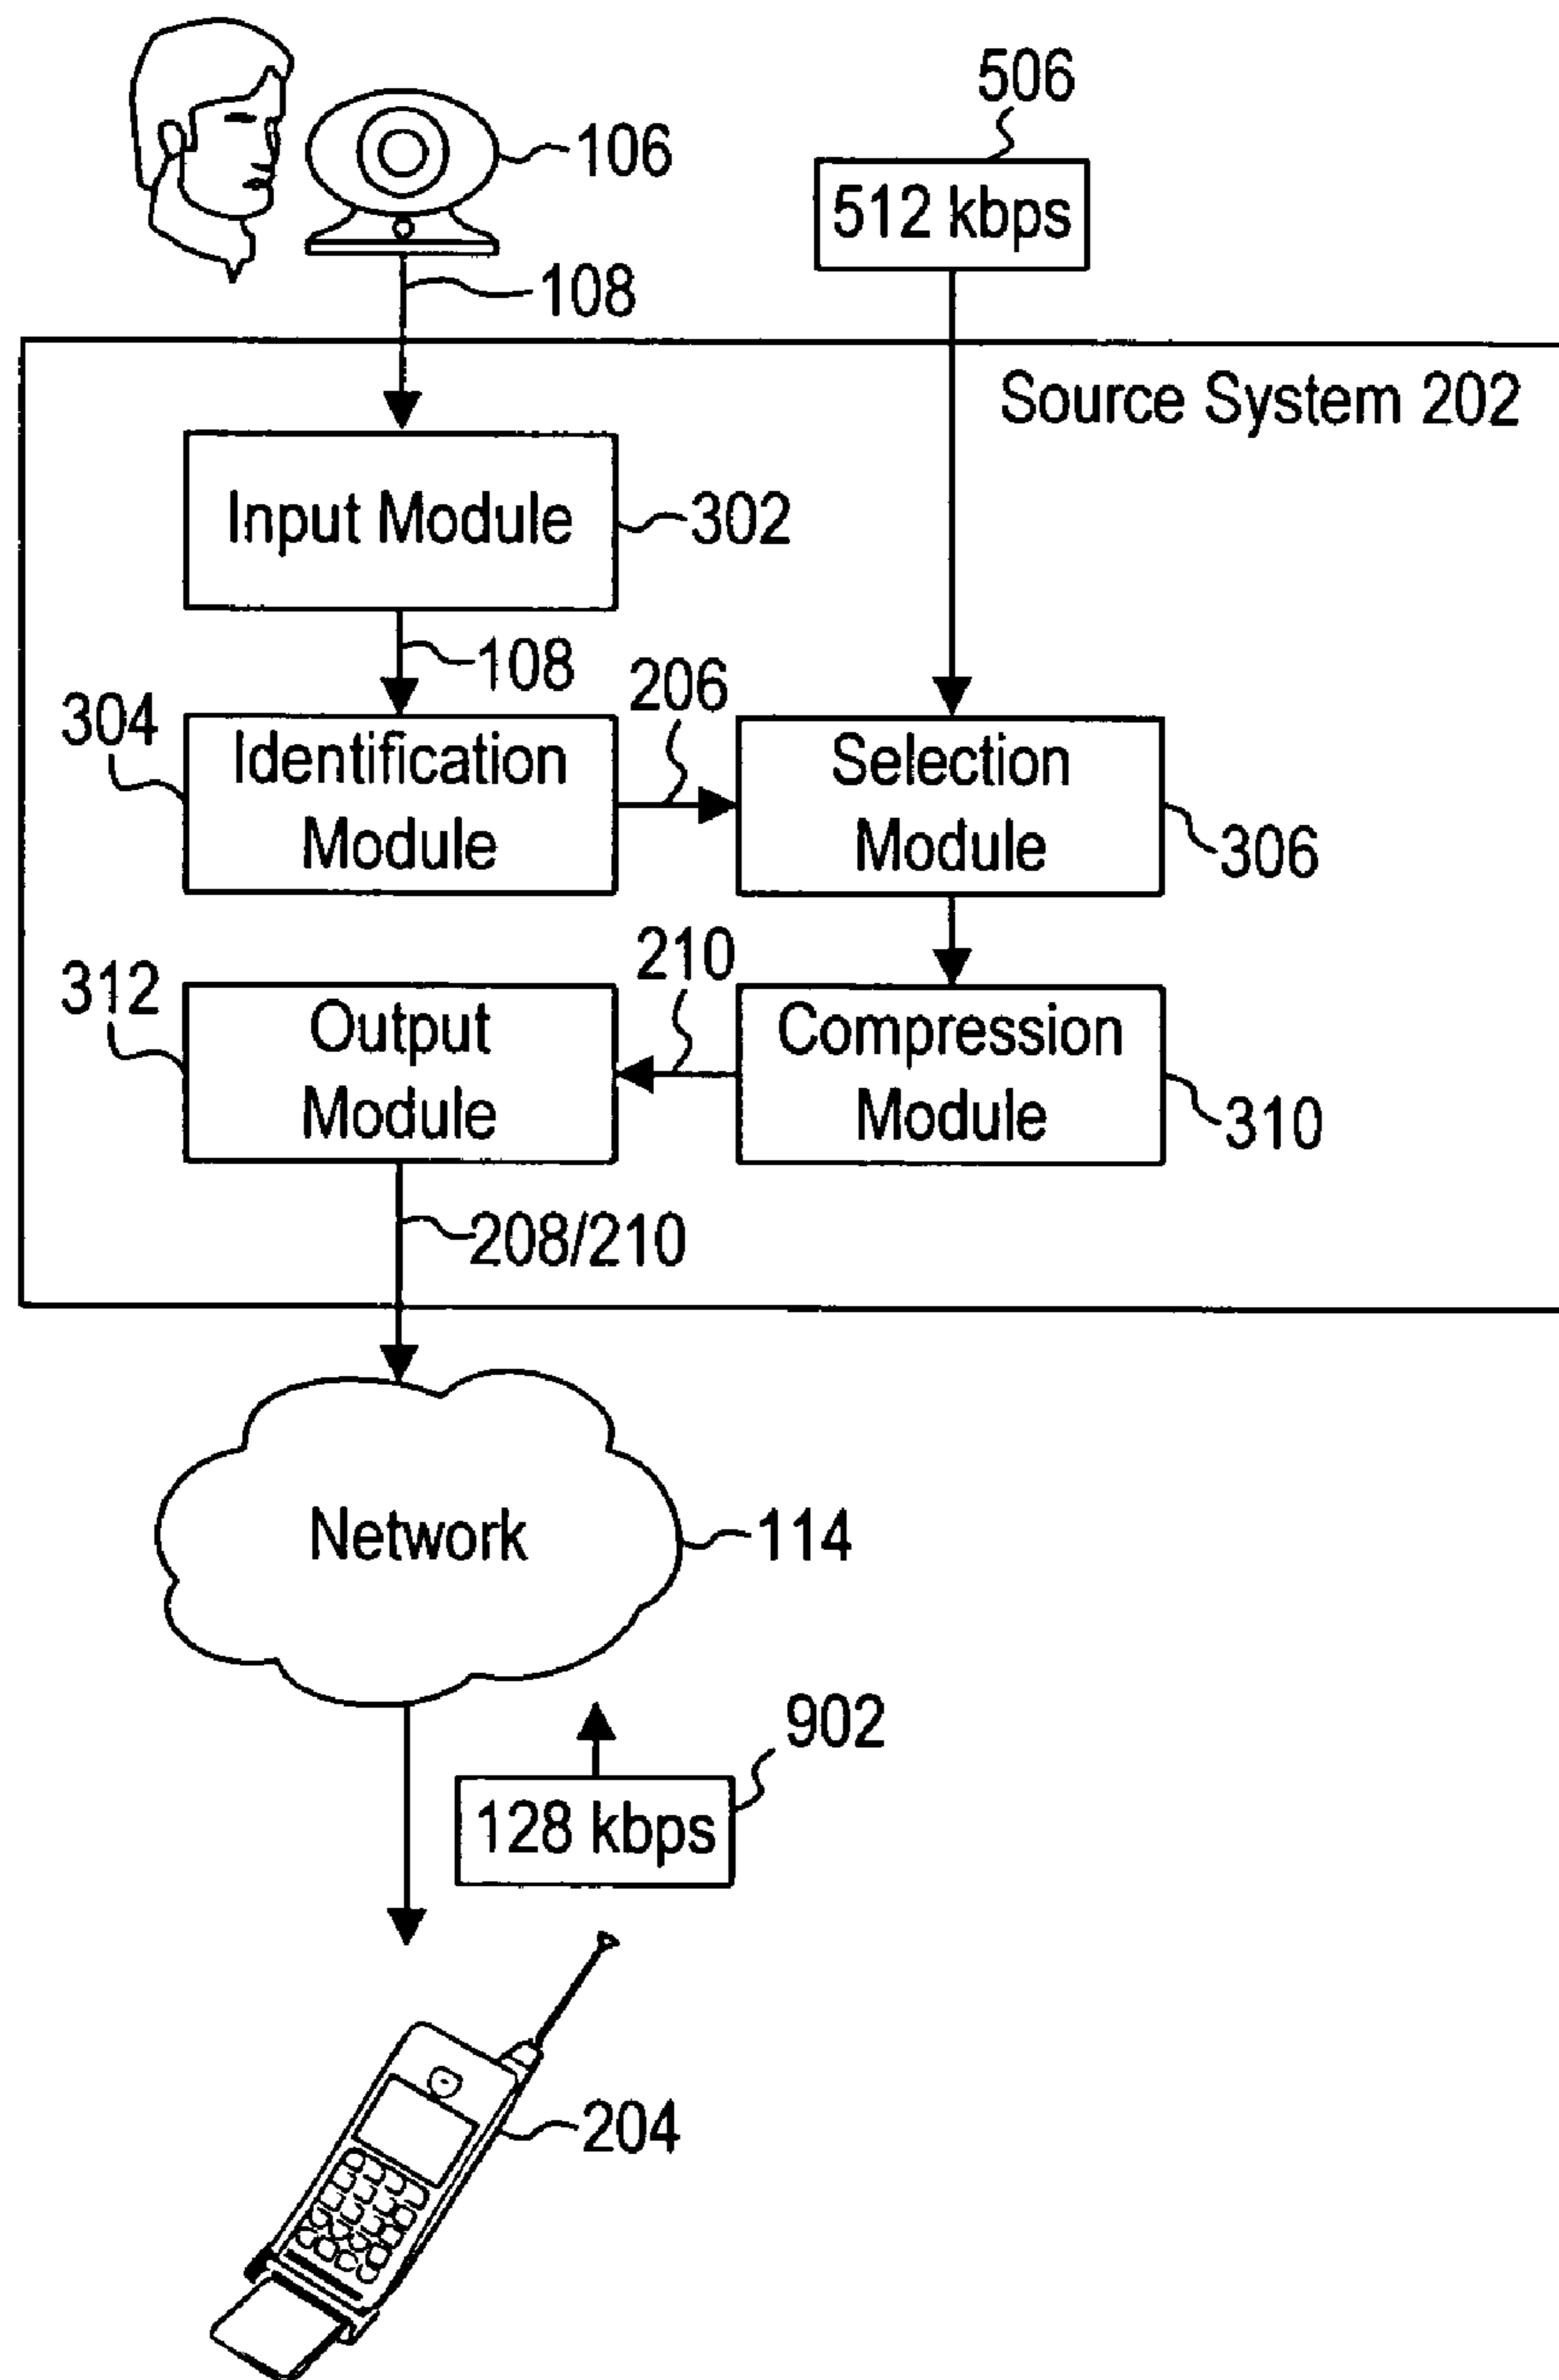 506
106
512 kbps
108
Source System 202
Input Module
302
108
206
304
Identification
Module
Selection
Module
306
210
312
Output
Module
Compression
Module
310
208/210
Network
114
902
128 kbps
204